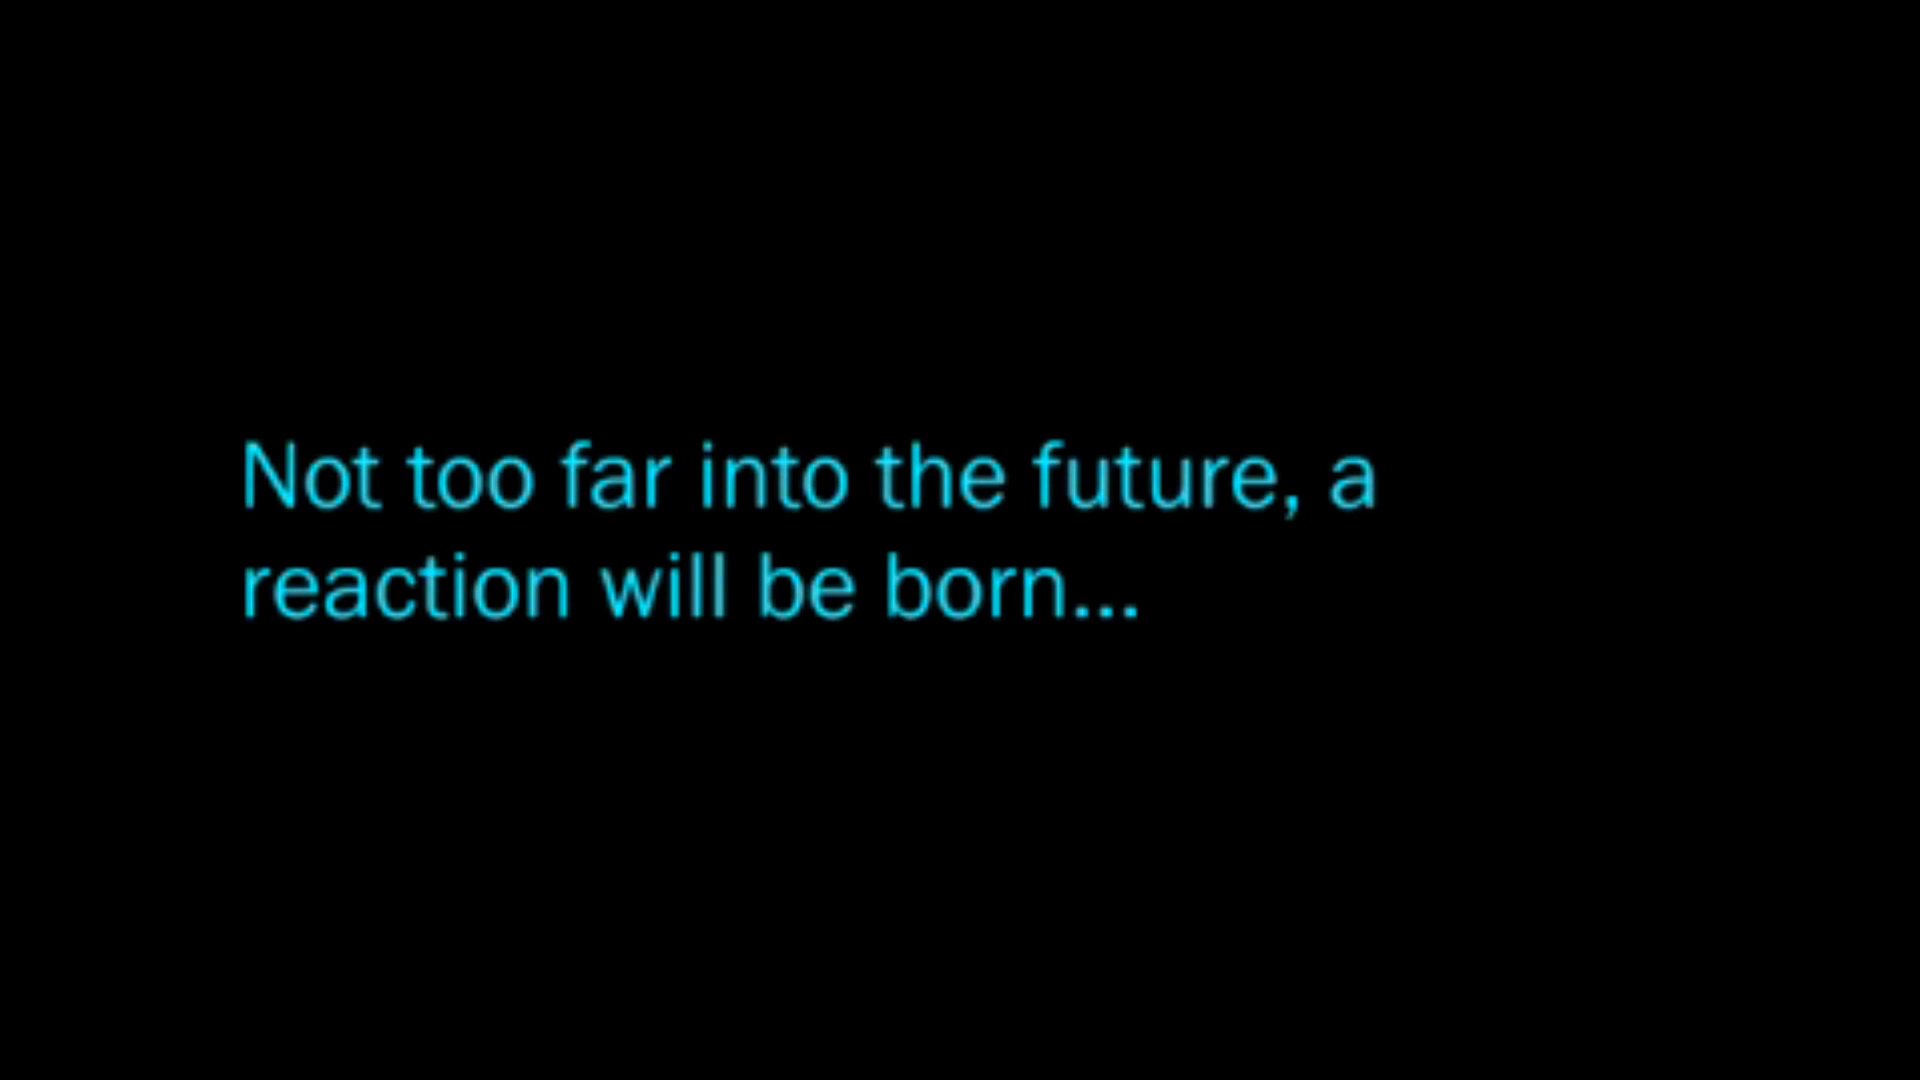 Not too far into the future, a
reaction will be born...